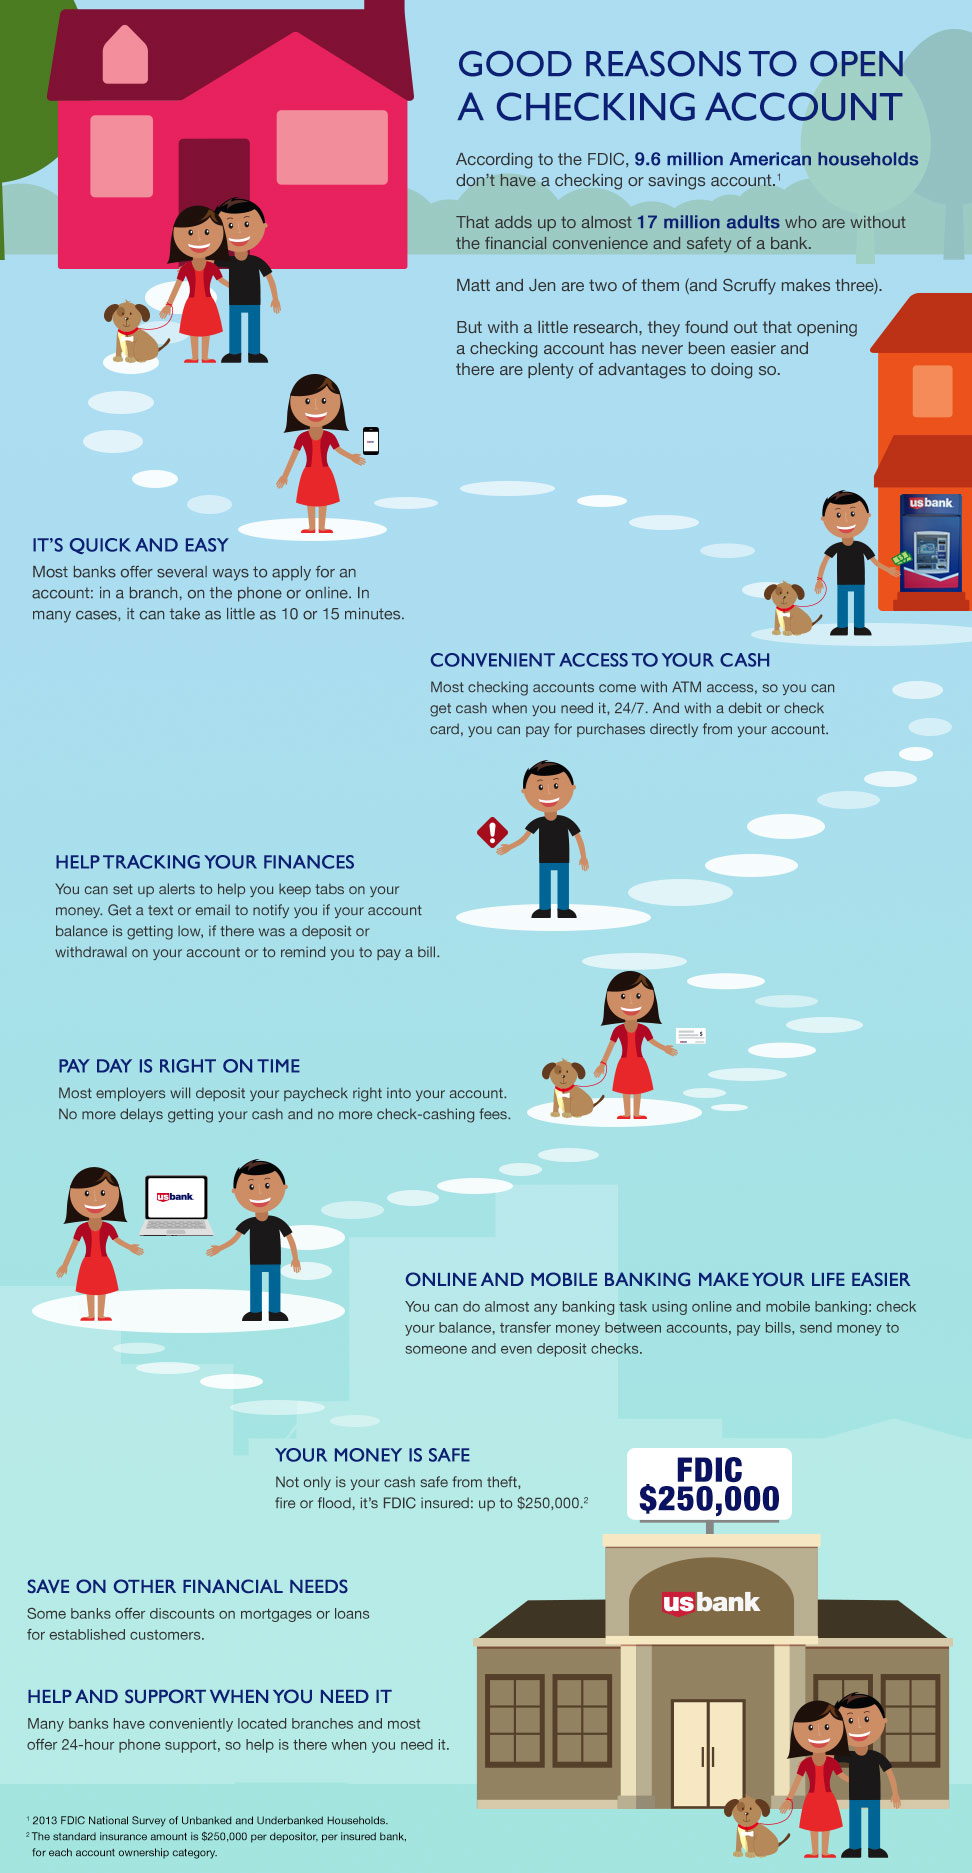 GOOD REASONS TO OPEN
A CHECKING ACCOUNT
According to the FDIC, 9.6 million American households
don't have a checking or savings account.¹
That adds up to almost 17 million adults who are without
the financial convenience and safety of a bank.
Matt and Jen are two of them (and Scruffy makes three).
But with a little research, they found out that opening
a checking account has never been easier and
there are plenty of advantages to doing so.
usbank
IT'S QUICK AND EASY
Most banks offer several ways to apply for an
account: in a branch, on the phone or online. In
many cases, it can take as little as 10 or 15 minutes.
CONVENIENT ACCESS TO YOUR CASH
Most checking accounts come with ATM access, so you can
get cash when you need it, 24/7. And with a debit or check
card, you can pay for purchases directly from your account.
!
HELP TRACKING YOUR FINANCES
You can set up alerts to help you keep tabs on your
money. Get a text or email to notify you if your account
balance is getting low, if there was a deposit or
withdrawal on your account or to remind you to pay a bill.
$
PAY DAY IS RIGHT ON TIME
Most employers will deposit your paycheck right into your account.
No more delays getting your cash and no more check-cashing fees.
usbank
ONLINE AND MOBILE BANKING MAKE YOUR LIFE EASIER
You can do almost any banking task using online and mobile banking: check
your balance, transfer money between accounts, pay bills, send money to
someone and even deposit checks.
YOUR MONEY IS SAFE
Not only is your cash safe from theft,
fire or flood, it's FDIC insured: up to $250,000.²
FDIC
$250,000
usbank
SAVE ON OTHER FINANCIAL NEEDS
Some banks offer discounts on mortgages or loans
for established customers.
HELP AND SUPPORT WHEN YOU NEED IT
Many banks have conveniently located branches and most
offer 24-hour phone support, so help is there when you need it.
¹ 2013 FDIC National Survey of Unbanked and Underbanked Households.
² The standard insurance amount is $250,000 per depositor, per insured bank,
for each account ownership category.